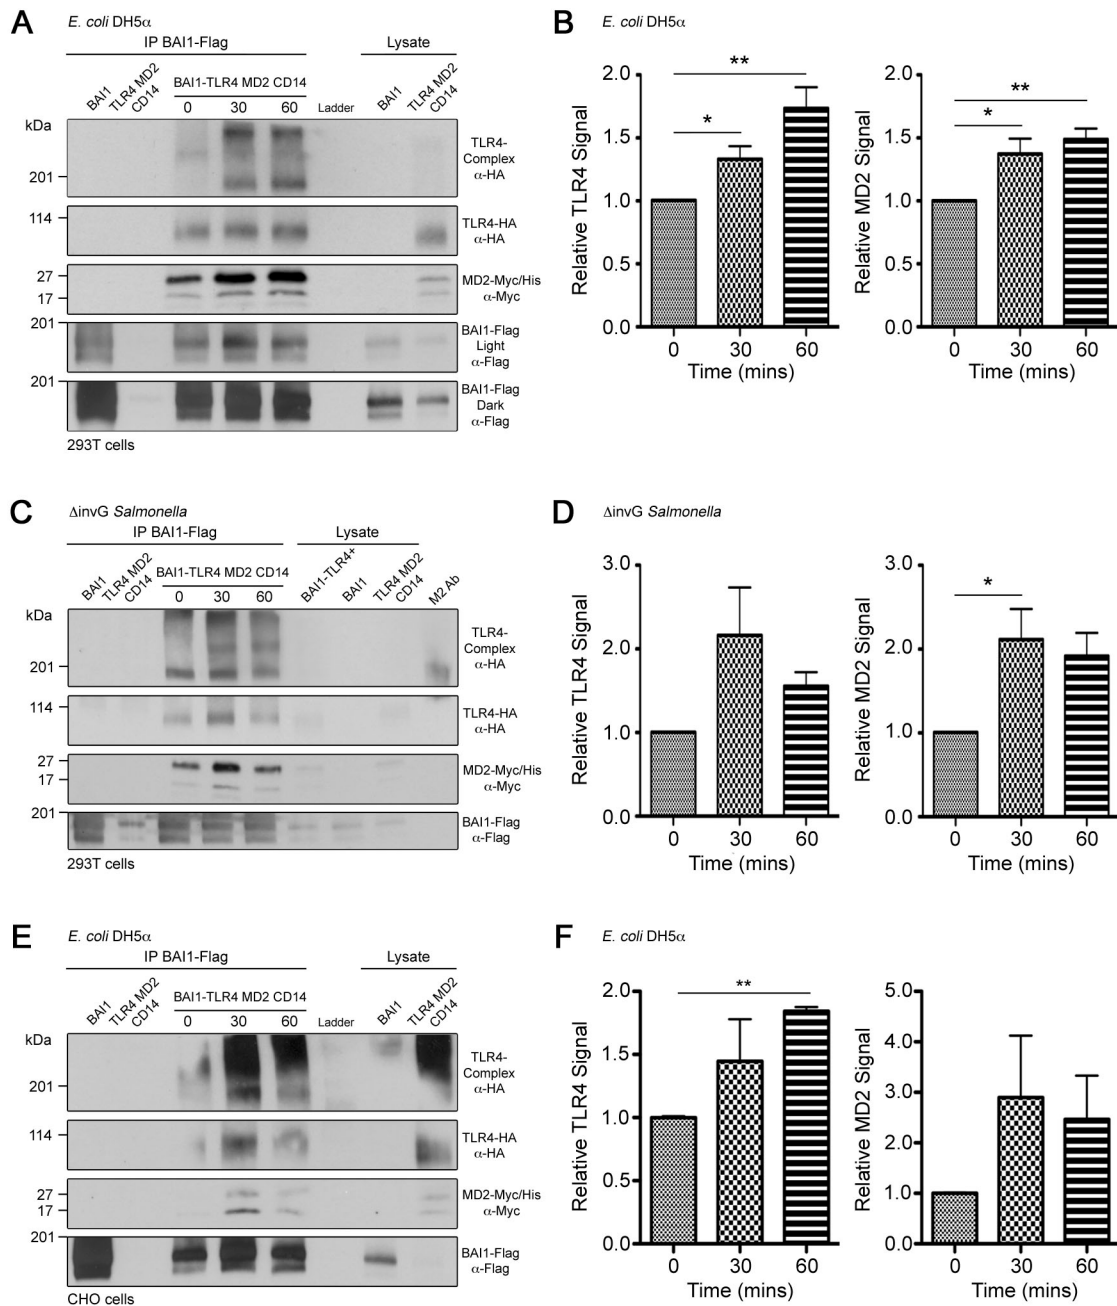 A
E. coli DH5α
IP BAI1-Flag
Lysate
BAI1
TLR4 MD2
CD14
BAI1-TLR4 MD2 CD14
0 30 60
Ladder
BAI1
TLR4 MD2
CD14
kDa
201
TLR4-
Complex
α-HA
114
TLR4-HA
α-HA
27
17
MD2-Myc/His
α-Myc
201
BAI1-Flag
Light
α-Flag
201
BAI1-Flag
Dark
α-Flag
293T cells
B
E. coli DH5α
Relative TLR4 Signal
2.0
1.5
1.0
0.5
0.0
**
*
0 30 60
Time (mins)
Relative MD2 Signal
2.0
1.5
1.0
0.5
0.0
**
*
0 30 60
Time (mins)
C
ΔinvG Salmonella
IP BAI1-Flag
Lysate
BAI1
TLR4 MD2
CD14
BAI1-TLR4 MD2 CD14
0 30 60
BAI1-TLR4+
BAI1
TLR4 MD2
CD14
M2 Ab
kDa
201
TLR4-
Complex
α-HA
114
TLR4-HA
α-HA
27
17
MD2-Myc/His
α-Myc
201
BAI1-Flag
α-Flag
293T cells
D
ΔinvG Salmonella
Relative TLR4 Signal
3.0
2.0
1.0
0.0
0 30 60
Time (mins)
Relative MD2 Signal
3.0
2.0
1.0
0.0
*
0 30 60
Time (mins)
E
E. coli DH5α
IP BAI1-Flag
Lysate
BAI1
TLR4 MD2
CD14
BAI1-TLR4 MD2 CD14
0 30 60
Ladder
BAI1
TLR4 MD2
CD14
kDa
201
TLR4-
Complex
α-HA
114
TLR4-HA
α-HA
27
17
MD2-Myc/His
α-Myc
201
BAI1-Flag
α-Flag
CHO cells
F
E. coli DH5α
Relative TLR4 Signal
2.0
1.5
1.0
0.5
0.0
**
0 30 60
Time (mins)
Relative MD2 Signal
5.0
4.0
3.0
2.0
1.0
0.0
0 30 60
Time (mins)